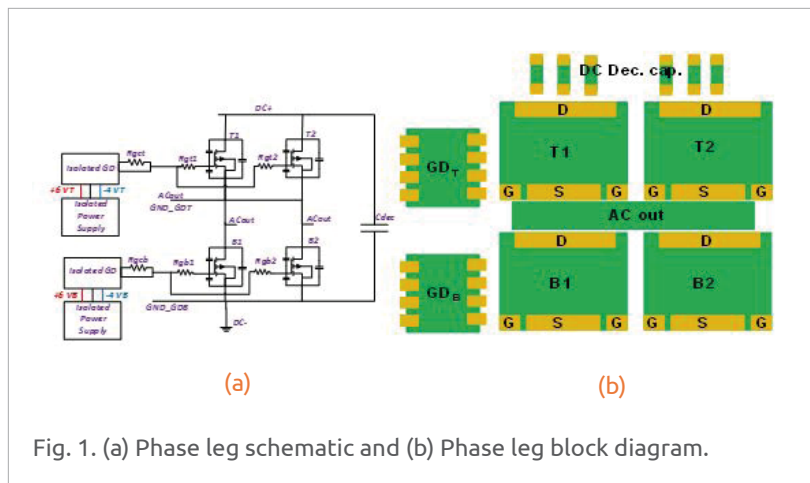 DC+
T1
T2
Isolated GD
Rgct
Rgt1
Rgt2
+6 VT
-4 VT
Isolated
Power
Supply
ACout
GND_GDT
ACout
ACout
Cdec
Isolated GD
Rgcb
Rgb1
B1
Rgb2
B2
+6 VB
-4 VB
Isolated
Power
Supply
GND_GDB
DC-
(a)
DC Dec. cap.
D
D
T1
T2
GDT
G S G G S G
AC out
D
D
B1
B2
GDB
G S G G S G
(b)
Fig. 1. (a) Phase leg schematic and (b) Phase leg block diagram.